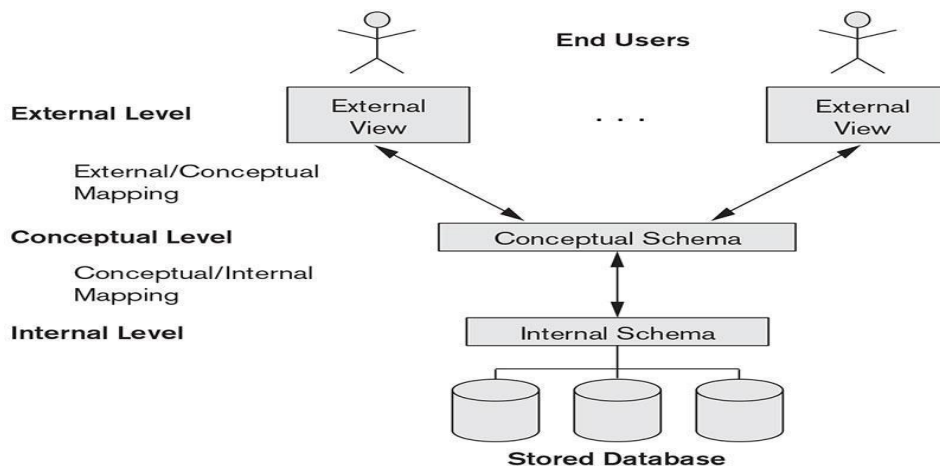 End Users
External Level
External
View
. . .
External
View
External/Conceptual
Mapping
Conceptual Level
Conceptual Schema
Conceptual/Internal
Mapping
Internal Level
Internal Schema
Stored Database